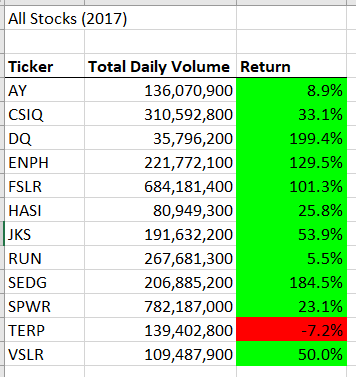 All Stocks (2017)
Ticker Total Daily Volume Return
AY 136,070,900 8.9%
CSIQ 310,592,800 33.1%
DQ 35,796,200 199.4%
ENPH 221,772,100 129.5%
FSLR 684,181,400 101.3%
HASI 80,949,300 25.8%
JKS 191,632,200 53.9%
RUN 267,681,300 5.5%
SEDG 206,885,200 184.5%
SPWR 782,187,000 23.1%
TERP 139,402,800 -7.2%
VSLR 109,487,900 50.0%